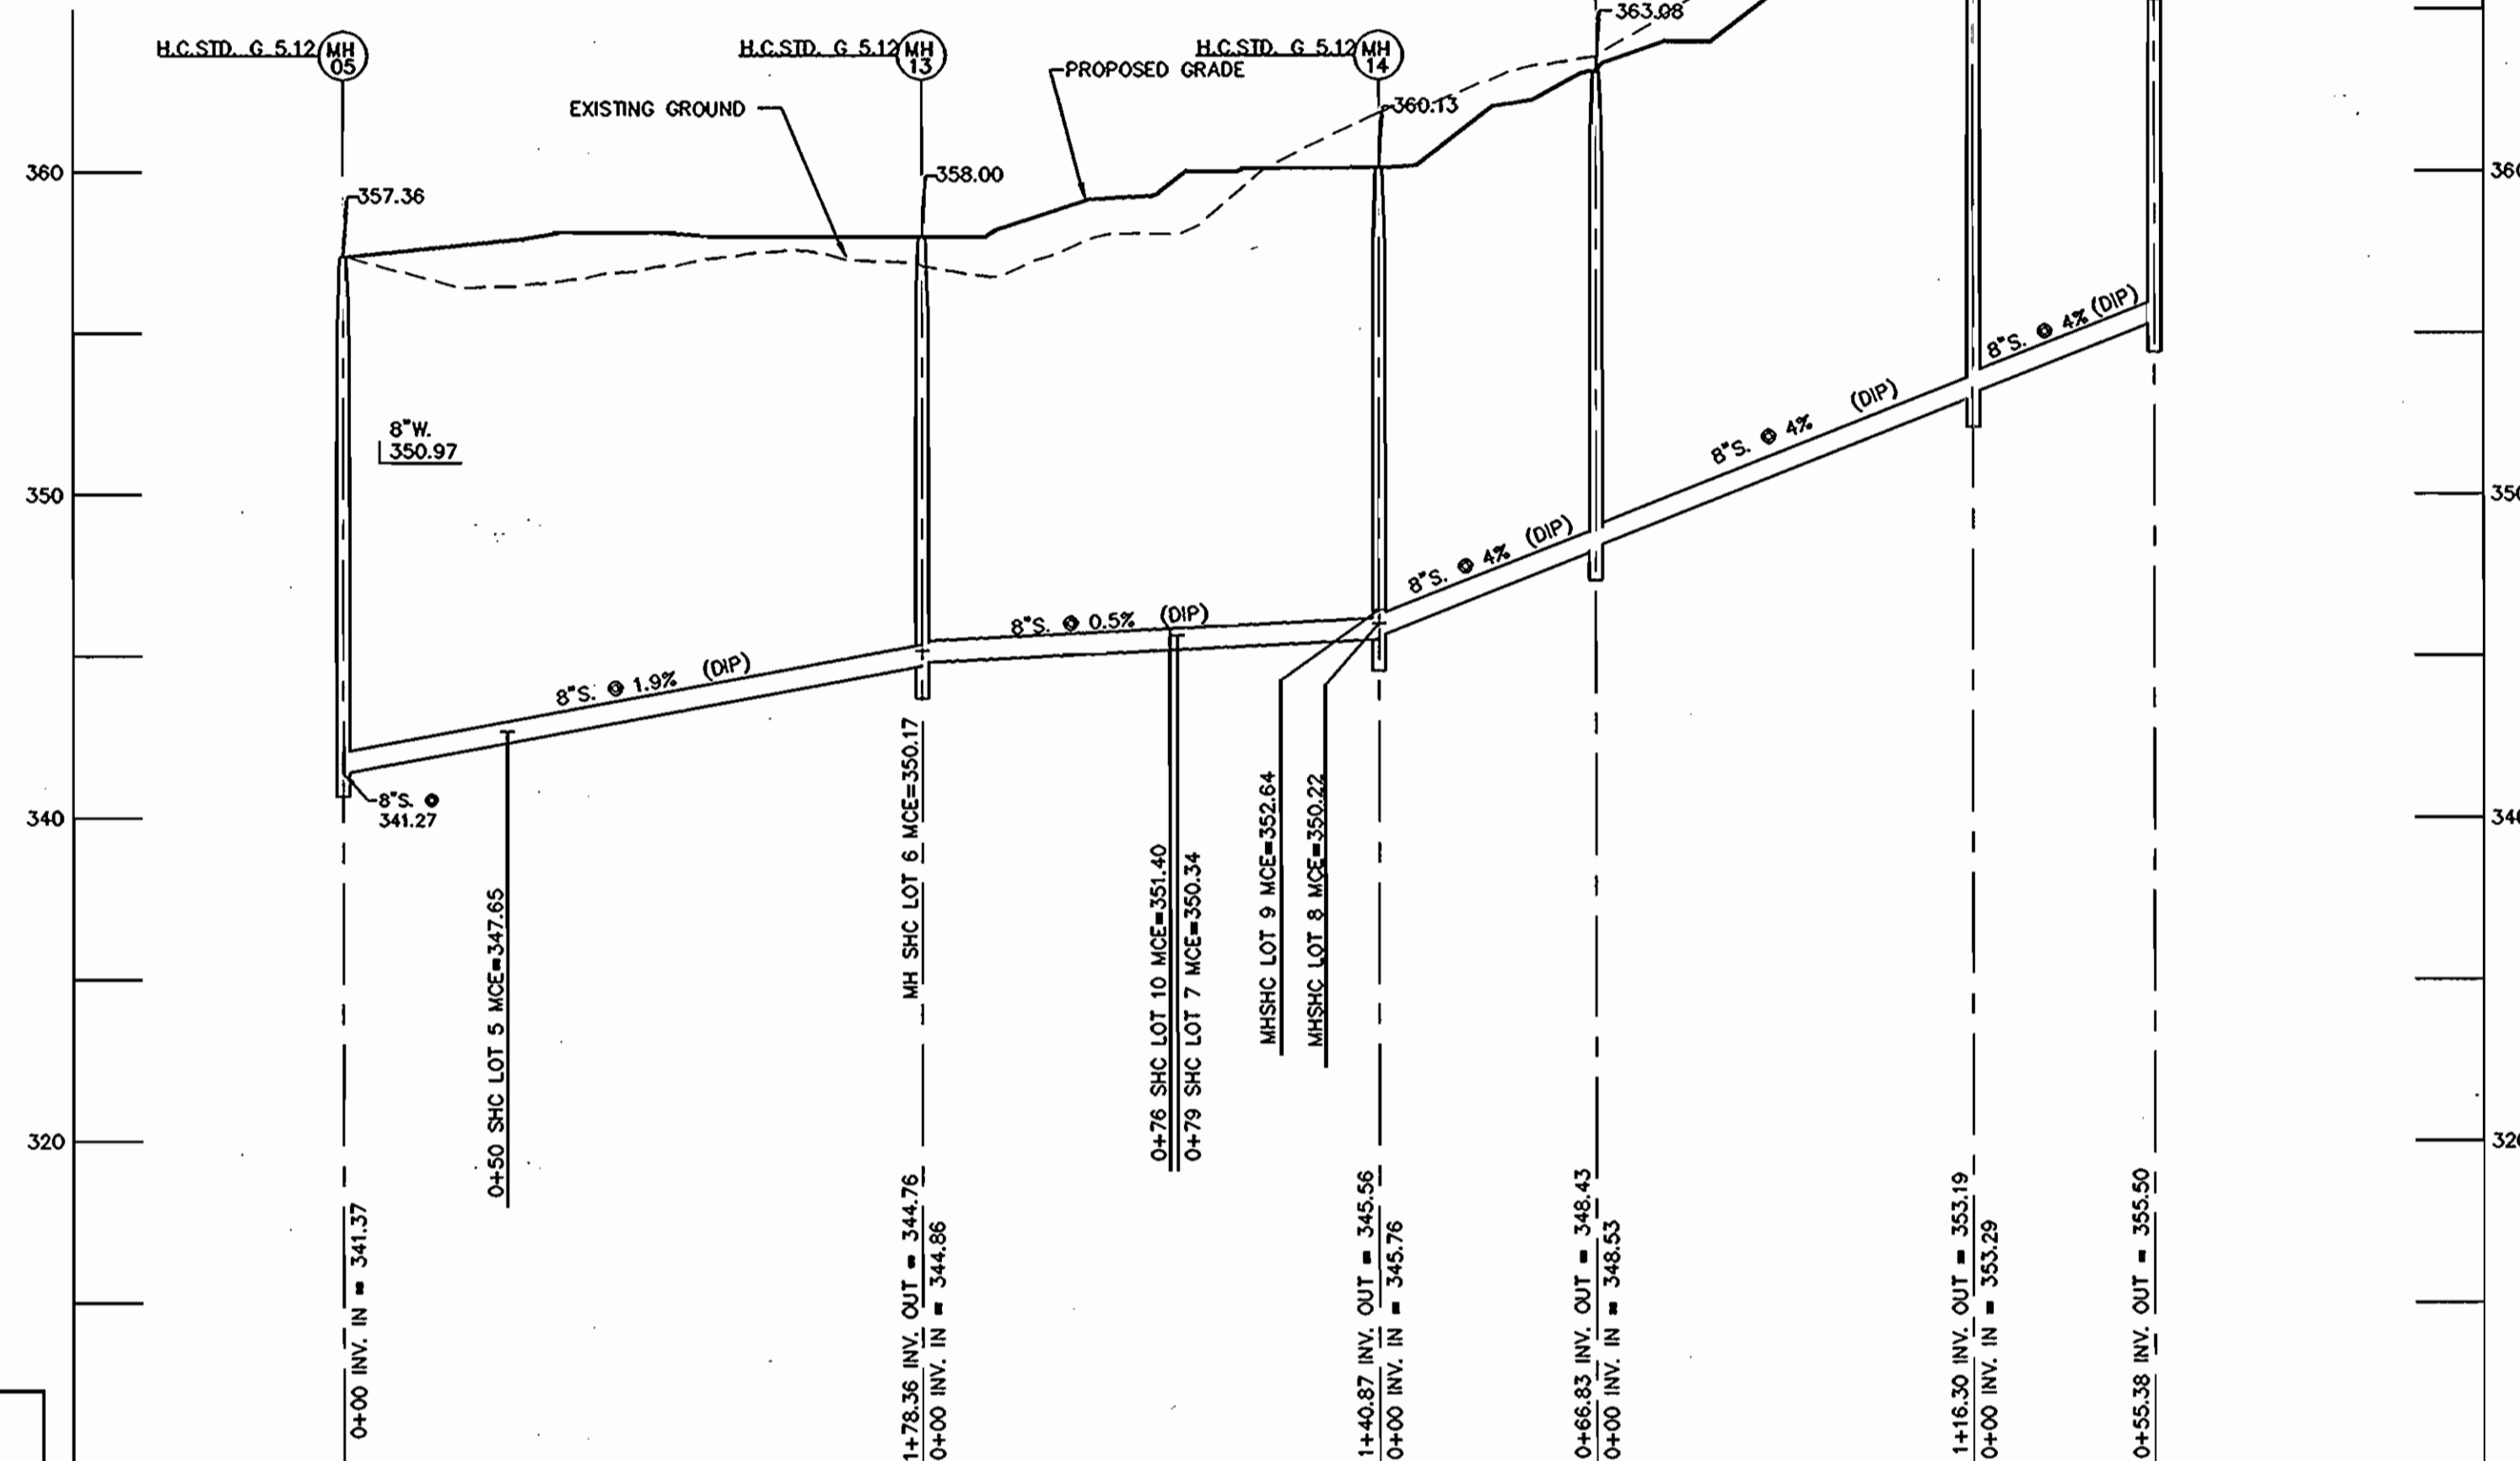 363.08
H.C.STD. G 5.12
MH
05
H.C.STD. G 5.12
MH
13
H.C.STD. G 5.12
MH
14
PROPOSED GRADE
EXISTING GROUND
360.13
360
358.00
357.36
8"S. @ 4% (DIP)
8"S. @ 4% (DIP)
8"W.
350.97
350
350
8"S. @ 4% (DIP)
8"S. @ 0.5% (DIP)
8"S. @ 1.9% (DIP)
8"S. @
341.27
340
320
0+50 SHC LOT 5 MCE=347.65
MH SHC LOT 6 MCE=350.17
0+76 SHC LOT 10 MCE=351.40
0+79 SHC LOT 7 MCE=350.34
MHSHC LOT 9 MCE=352.64
MHSHC LOT 8 MCE=350.22
0+00 INV. IN = 341.37
1+78.36 INV. OUT = 344.76
0+00 INV. IN = 344.86
1+40.87 INV. OUT = 345.56
0+00 INV. IN = 345.76
0+66.83 INV. OUT = 348.43
0+00 INV. IN = 348.53
1+16.30 INV. OUT = 353.19
0+00 INV. IN = 353.29
0+55.38 INV. OUT = 355.50